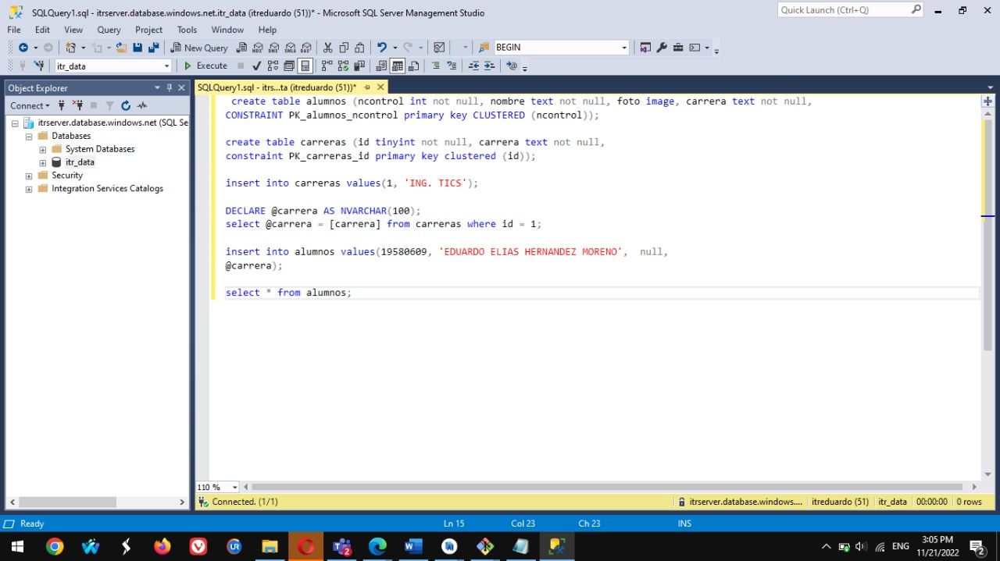 SQLQuery1.sql - itrserver.database.windows.net.itr_data (itreduardo (51))* - Microsoft SQL Server Management Studio
Quick Launch (Ctrl+Q)
File Edit View Query Project Tools Window Help
New Query
BEGIN
itr_data
Execute
Object Explorer
SQLQuery1.sql - itrs...ta (itreduardo (51))*
Connect
itrserver.database.windows.net (SQL Se
Databases
System Databases
itr_data
Security
Integration Services Catalogs
create table alumnos (ncontrol int not null, nombre text not null, foto image, carrera text not null,
CONSTRAINT PK_alumnos_ncontrol primary key CLUSTERED (ncontrol));
create table carreras (id tinyint not null, carrera text not null,
constraint PK_carreras_id primary key clustered (id));
insert into carreras values(1, 'ING. TICS');
DECLARE @carrera AS NVARCHAR(100);
select @carrera = [carrera] from carreras where id = 1;
insert into alumnos values(19580609, 'EDUARDO ELIAS HERNANDEZ MORENO', null,
@carrera);
select * from alumnos;
110 %
Connected. (1/1)
itrserver.database.windows.... itreduardo (51) itr_data 00:00:00 0 rows
Ready
Ln 15 Col 23 Ch 23 INS
ENG
3:05 PM
11/21/2022